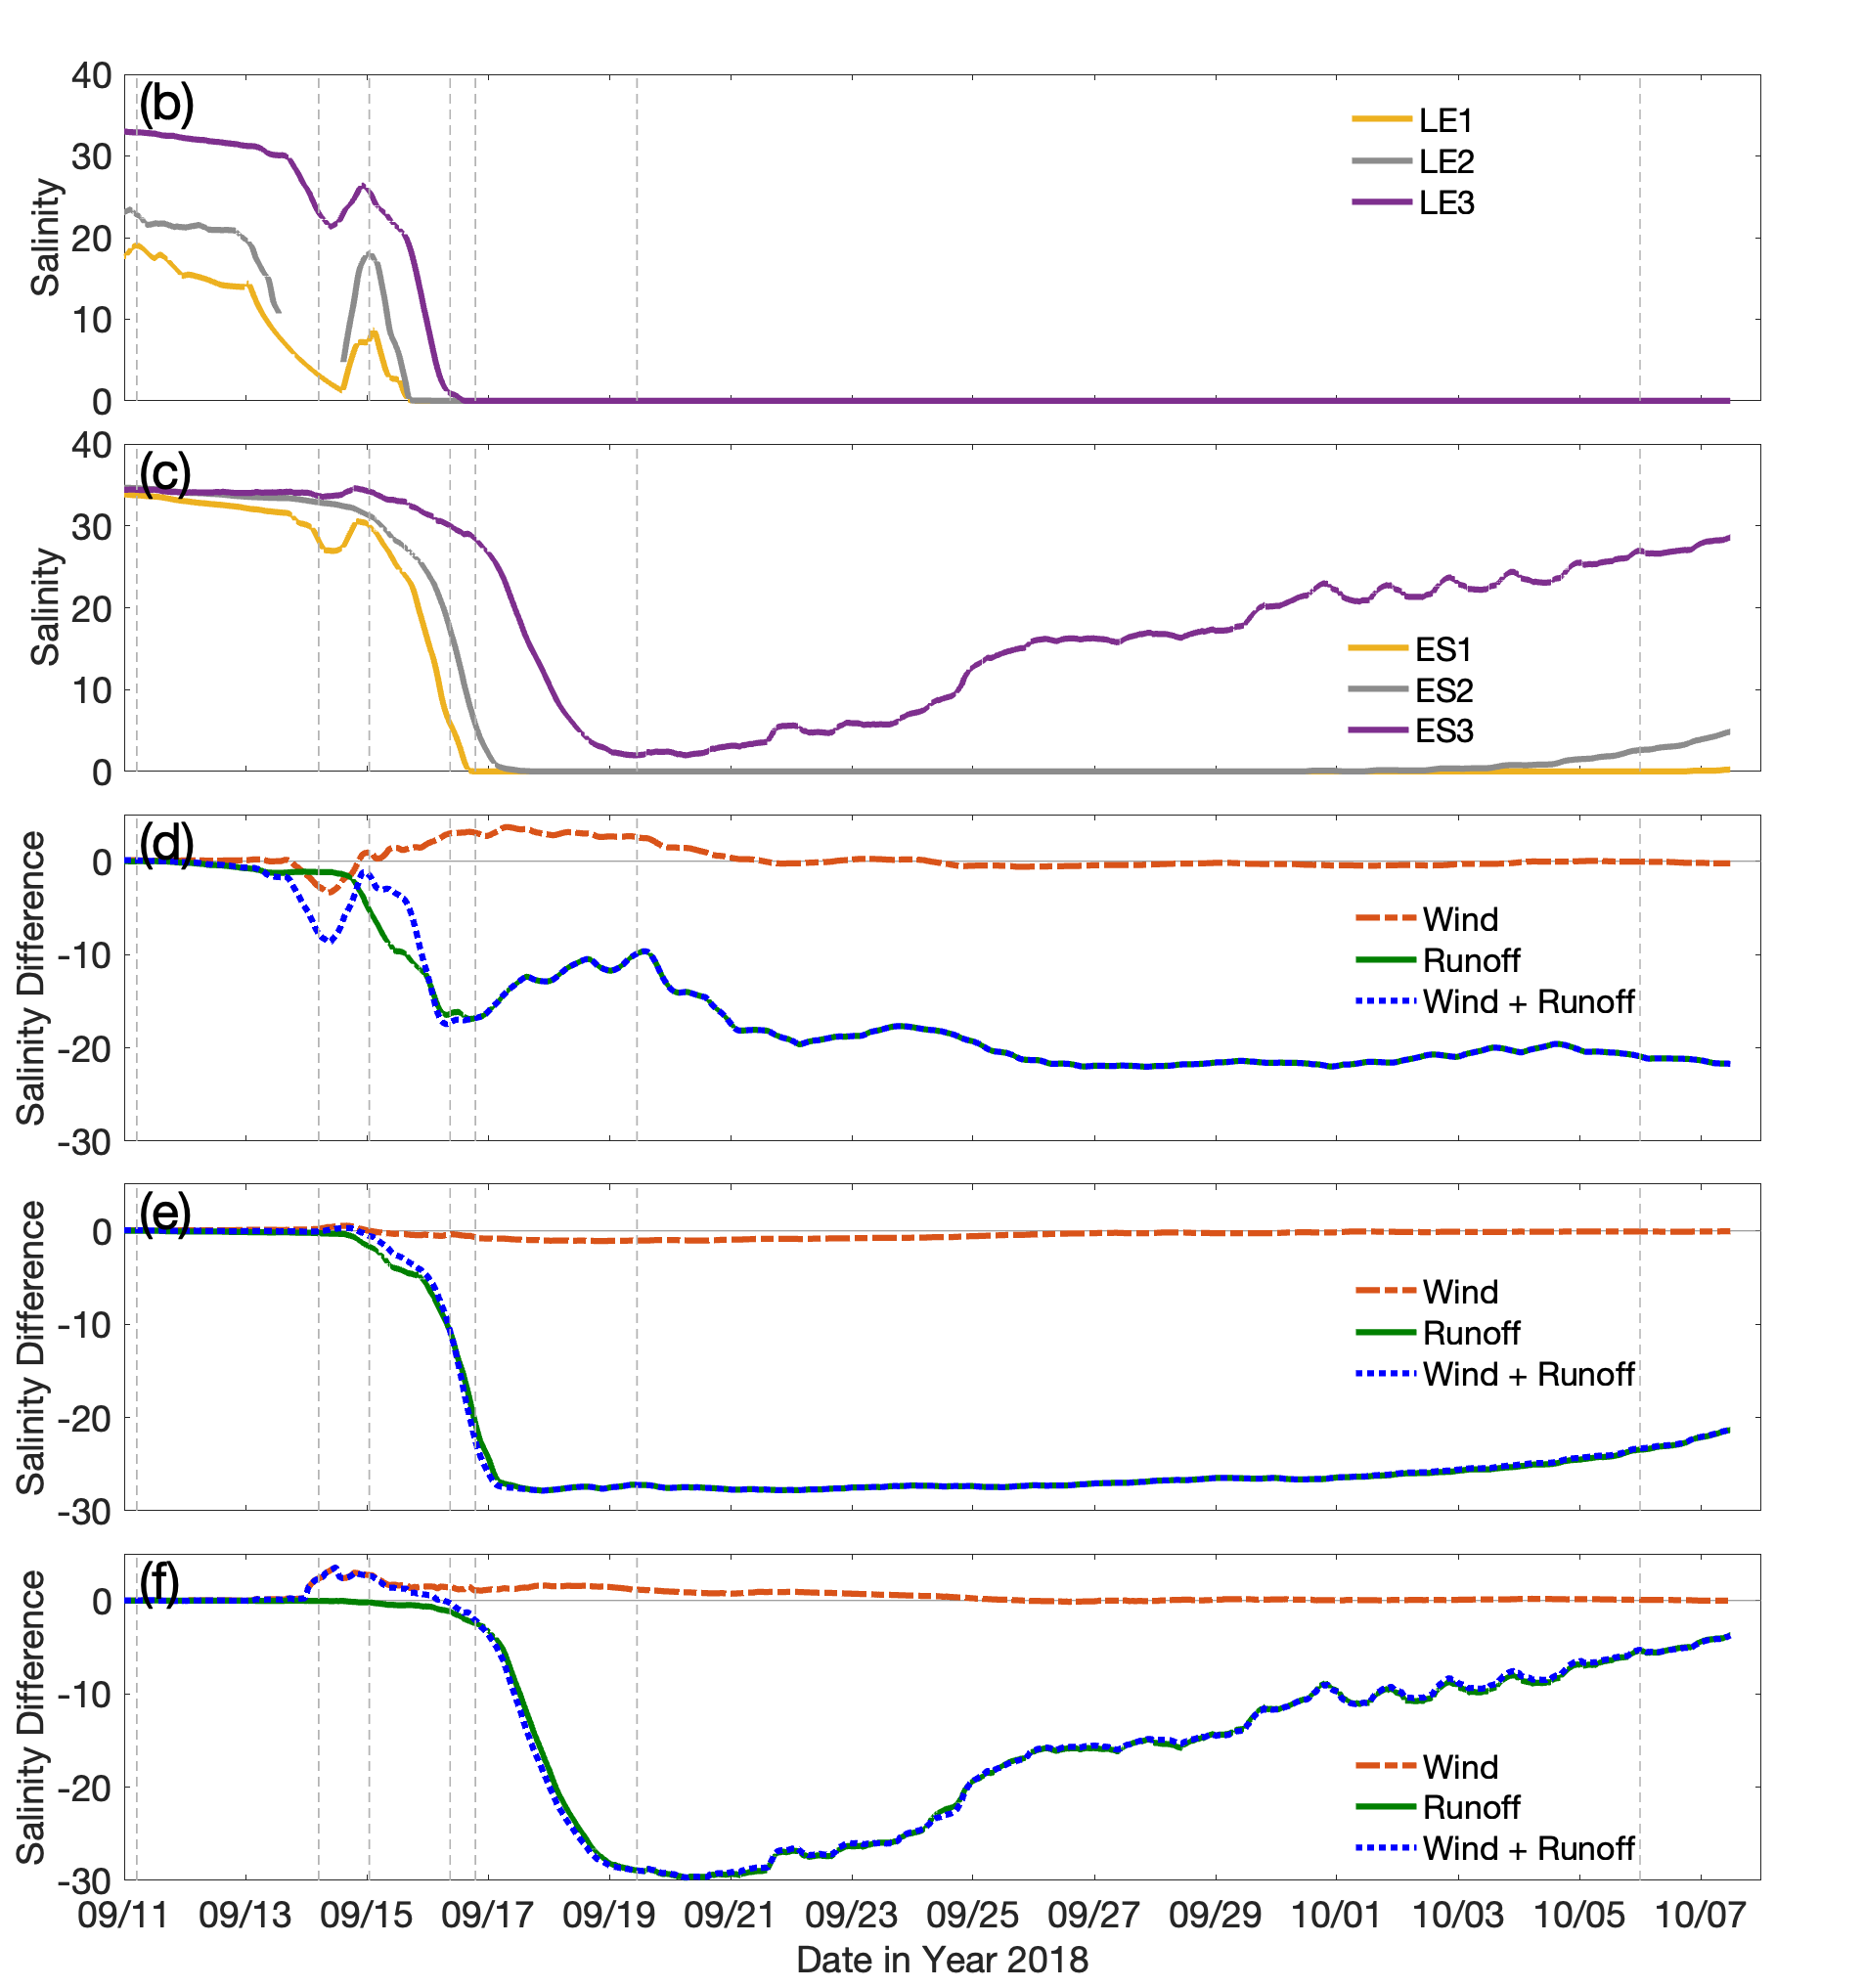 (b)
40
30
20
10
0
Salinity
LE1
LE2
LE3
(c)
40
30
20
10
0
Salinity
ES1
ES2
ES3
(d)
0
-10
-20
-30
Salinity Difference
Wind
Runoff
Wind + Runoff
(e)
0
-10
-20
-30
Salinity Difference
Wind
Runoff
Wind + Runoff
(f)
0
-10
-20
-30
Salinity Difference
Wind
Runoff
Wind + Runoff
09/11 09/13 09/15 09/17 09/19 09/21 09/23 09/25 09/27 09/29 10/01 10/03 10/05 10/07
Date in Year 2018